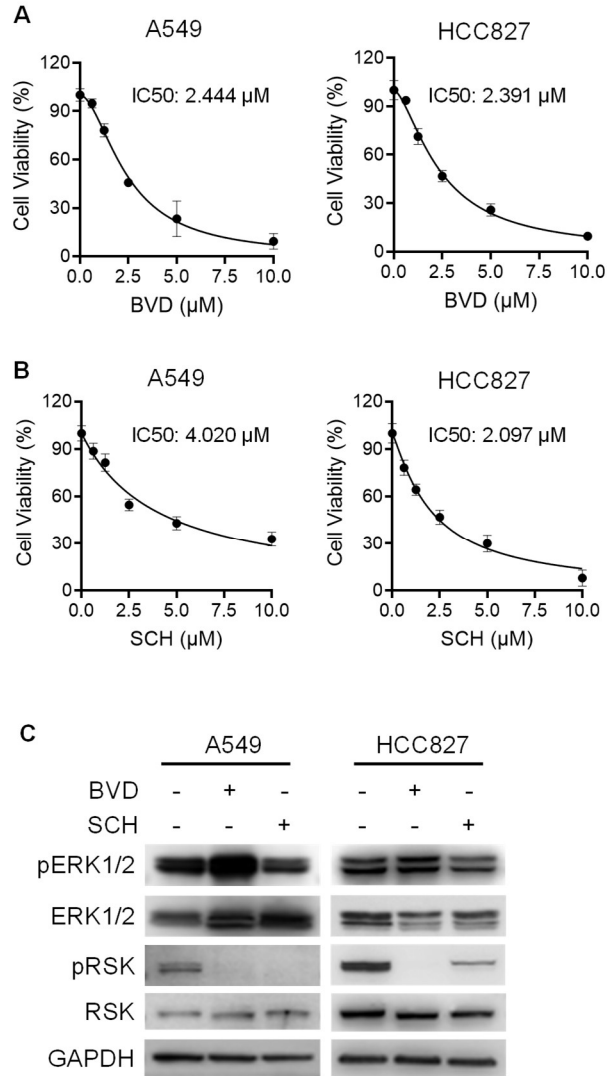 A
A549
HCC827
Cell Viability (%)
120
90
60
30
0
IC50: 2.444 µM
0.0 2.5 5.0 7.5 10.0
BVD (µM)
Cell Viability (%)
120
90
60
30
0
IC50: 2.391 µM
0.0 2.5 5.0 7.5 10.0
BVD (µM)
B
A549
HCC827
Cell Viability (%)
120
90
60
30
0
IC50: 4.020 µM
0.0 2.5 5.0 7.5 10.0
SCH (µM)
Cell Viability (%)
120
90
60
30
0
IC50: 2.097 µM
0.0 2.5 5.0 7.5 10.0
SCH (µM)
C
A549 HCC827
BVD - + - - + -
SCH - - + - - +
pERK1/2
ERK1/2
pRSK
RSK
GAPDH